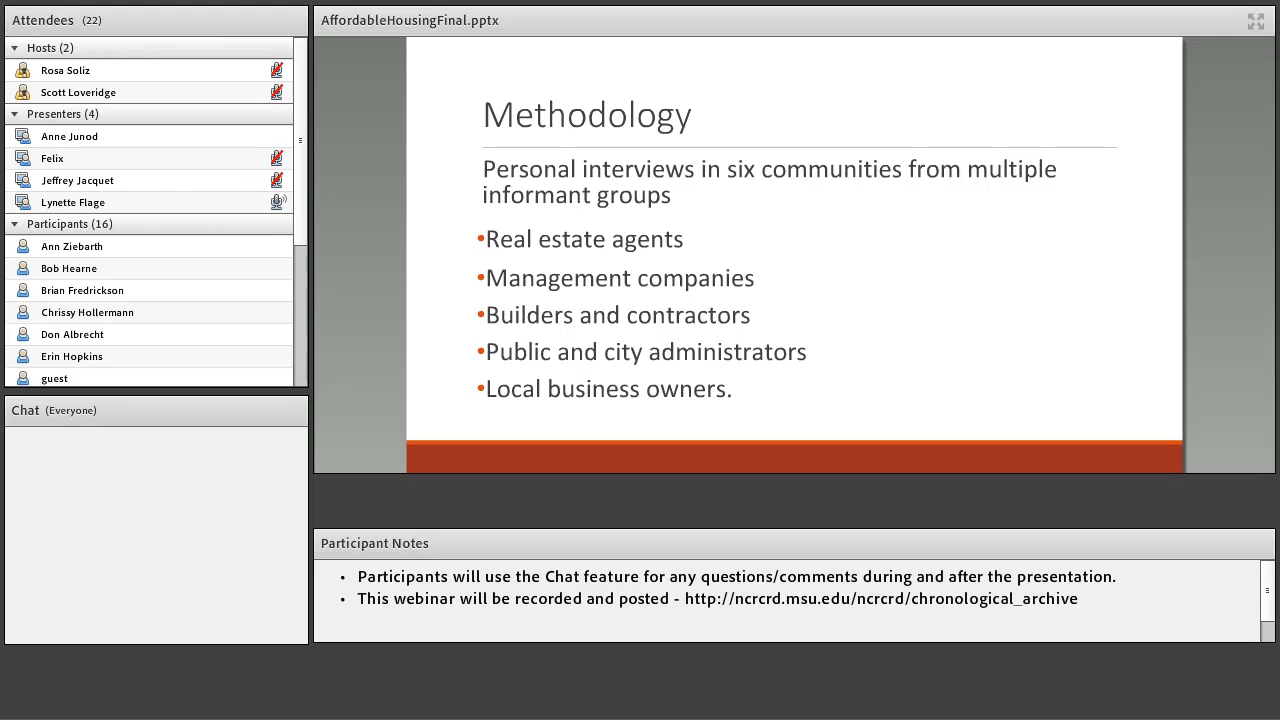 Attendees (22)
Hosts (2)
Rosa Soliz
Scott Loveridge
Presenters (4)
Anne Junod
Felix
Jeffrey Jacquet
Lynette Flage
Participants (16)
Ann Ziebarth
Bob Hearne
Brian Fredrickson
Chrissy Hollermann
Don Albrecht
Erin Hopkins
guest
Chat (Everyone)
AffordableHousingFinal.pptx
Methodology
Personal interviews in six communities from multiple
informant groups
•Real estate agents
•Management companies
•Builders and contractors
•Public and city administrators
•Local business owners.
Participant Notes
• Participants will use the Chat feature for any questions/comments during and after the presentation.
• This webinar will be recorded and posted - http://ncrcrd.msu.edu/ncrcrd/chronological_archive